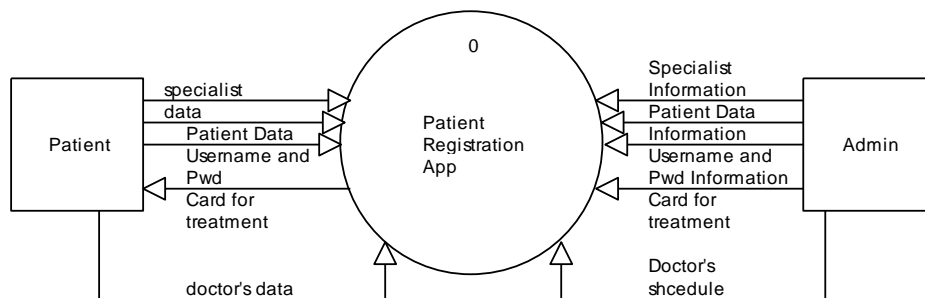 0
specialist
data
Patient Data
Username and
Pwd
Card for
treatment
doctor's data
Patient
Patient
Registration
App
Specialist
Information
Patient Data
Information
Username and
Pwd Information
Card for
treatment
Doctor's
shcedule
Admin